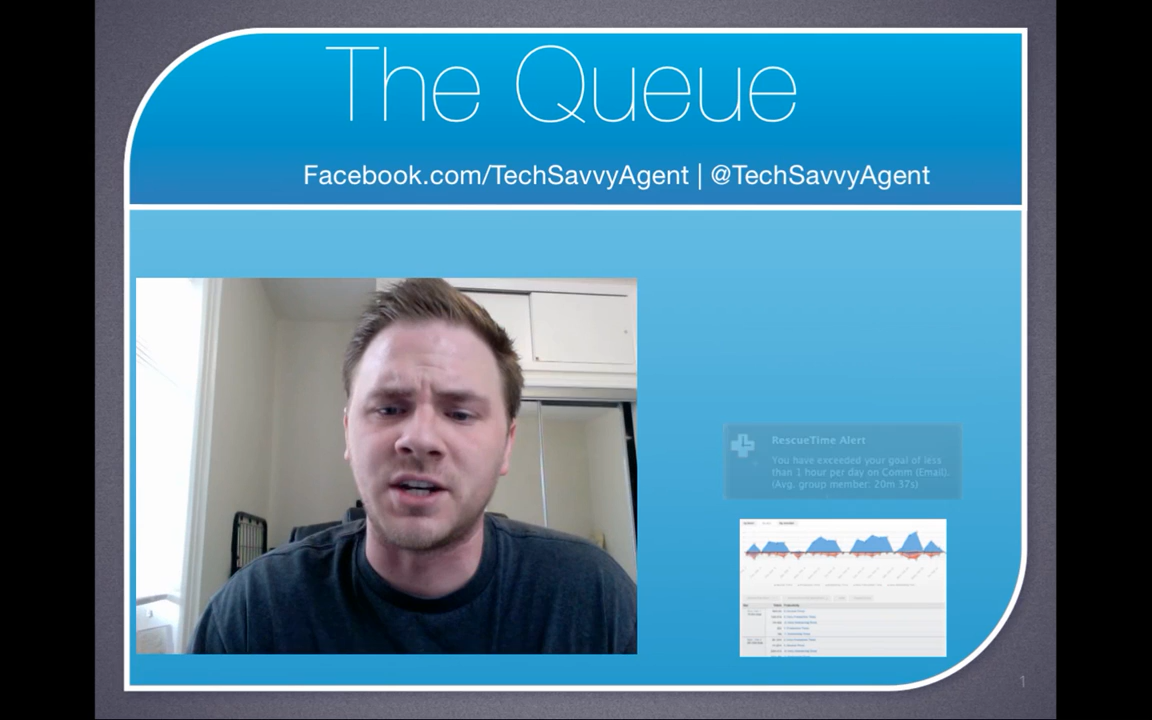 The Queue
Facebook.com/TechSavvyAgent | @TechSavvyAgent
RescueTime Alert
You have exceeded your goal of less
than 1 hour per day on Comm (Email).
(Avg. group member: 20m 37s)
1